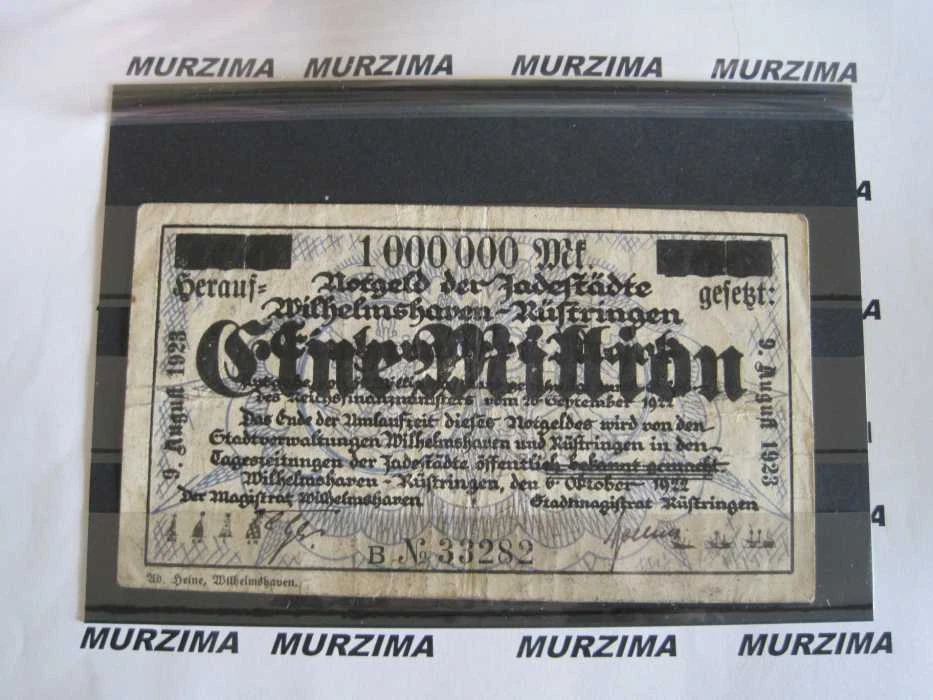 MURZIMA MURZIMA MURZIMA MURZIMA
1 000 000 Mk.
Herauf= gesetzt:
Notgeld der Jadestädte
Wilhelmshaven-Rüstringen
Eine Million
des Reichsfinanzministers vom 26 September 1922
Das Ende der Umlaufzeit dieses Notgeldes wird von den
Stadtverwaltungen Wilhelmshaven und Rüstringen in den
Tageszeitungen der Jadestädte öffentlich bekannt gemacht.
Wilhelmshaven - Rüstringen, den 6. Oktober 1922
Der Magistrat Wilhelmshaven Stadtmagistrat Rüstringen
9. August 1923
9. August 1923
B No 33282
Ad. Heine, Wilhelmshaven.
A
A
A
MURZIMA MURZIMA MURZIMA MURZIMA